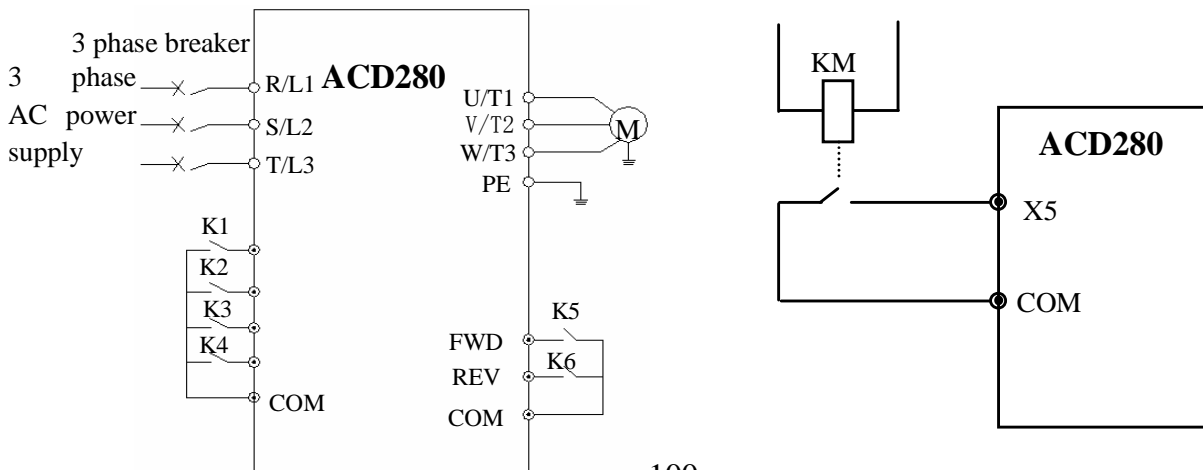 3 phase breaker
3 phase
AC power
supply
R/L1
S/L2
T/L3
ACD280
U/T1
V/T2
W/T3
M
PE
K1
K2
K3
K4
COM
FWD
REV
COM
K5
K6
KM
ACD280
X5
COM